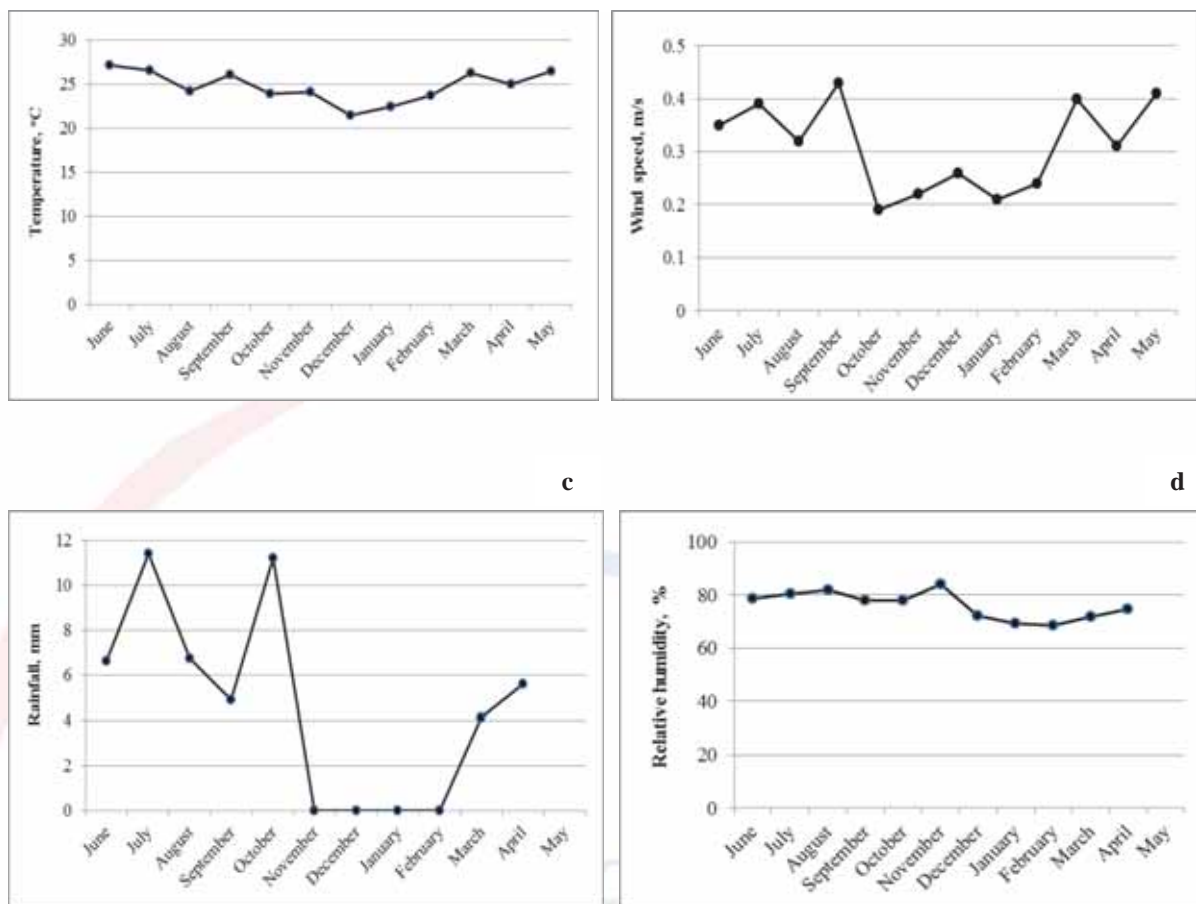 30
25
20
15
10
5
0
Temperature, °C
June
July
August
September
October
November
December
January
February
March
April
May
0.5
0.4
0.3
0.2
0.1
0
Wind speed, m/s
June
July
August
September
October
November
December
January
February
March
April
May
c
d
12
10
8
6
4
2
0
Rainfall, mm
June
July
August
September
October
November
December
January
February
March
April
May
100
80
60
40
20
0
Relative humidity, %
June
July
August
September
October
November
December
January
February
March
April
May